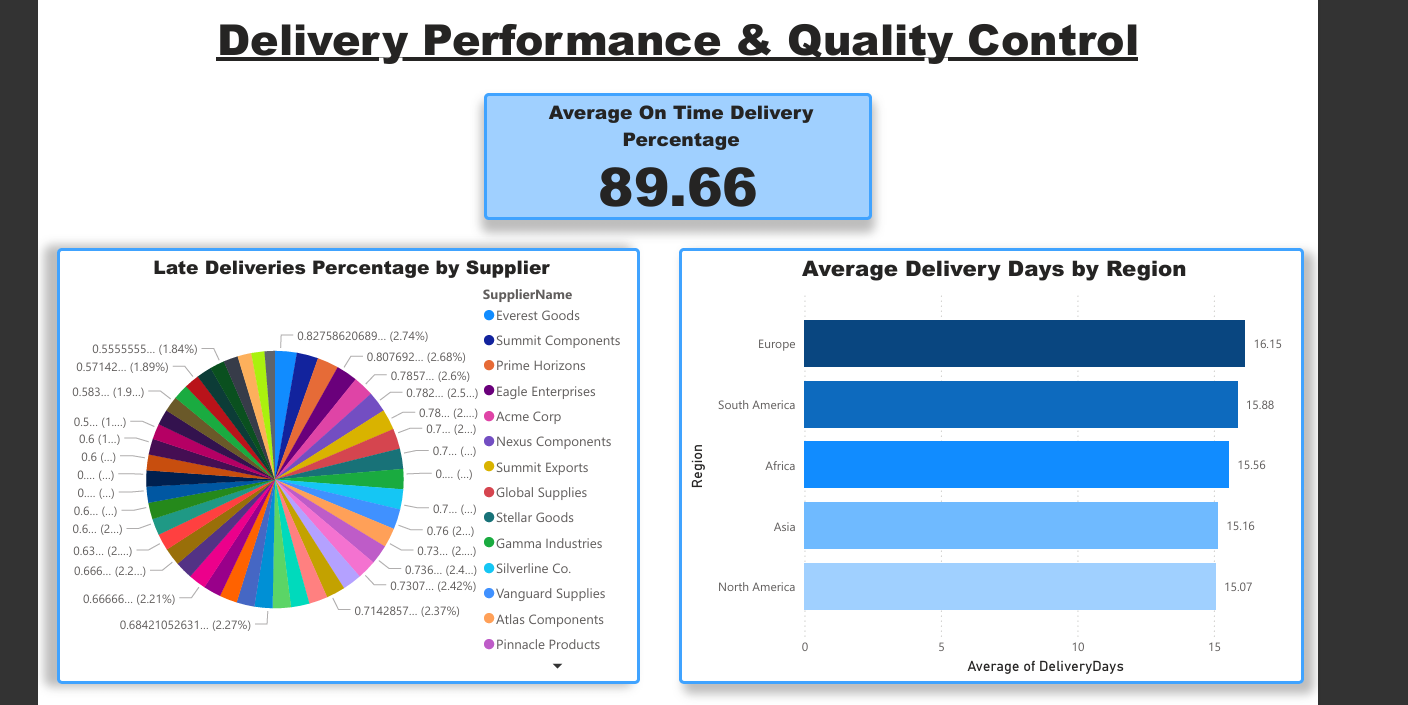 Delivery Performance & Quality Control
Average On Time Delivery
Percentage
89.66
Late Deliveries Percentage by Supplier
SupplierName
Everest Goods
Summit Components
Prime Horizons
Eagle Enterprises
Acme Corp
Nexus Components
Summit Exports
Global Supplies
Stellar Goods
Gamma Industries
Silverline Co.
Vanguard Supplies
Atlas Components
Pinnacle Products
0.82758620689... (2.74%)
0.807692... (2.68%)
0.7857... (2.6%)
0.782... (2.5...)
0.78... (2....)
0.7... (2...)
0.7... (...)
0.... (...)
0.7... (...)
0.76 (2...)
0.73... (2....)
0.736... (2.4...)
0.7307... (2.42%)
0.7142857... (2.37%)
0.68421052631... (2.27%)
0.66666... (2.21%)
0.666... (2.2...)
0.63... (2....)
0.6... (2...)
0.6... (...)
0.... (...)
0.... (...)
0.6 (...)
0.6 (1...)
0.5... (1....)
0.583... (1.9...)
0.57142... (1.89%)
0.5555555... (1.84%)
Average Delivery Days by Region
Region
Europe
16.15
South America
15.88
Africa
15.56
Asia
15.16
North America
15.07
0
5
10
15
Average of DeliveryDays